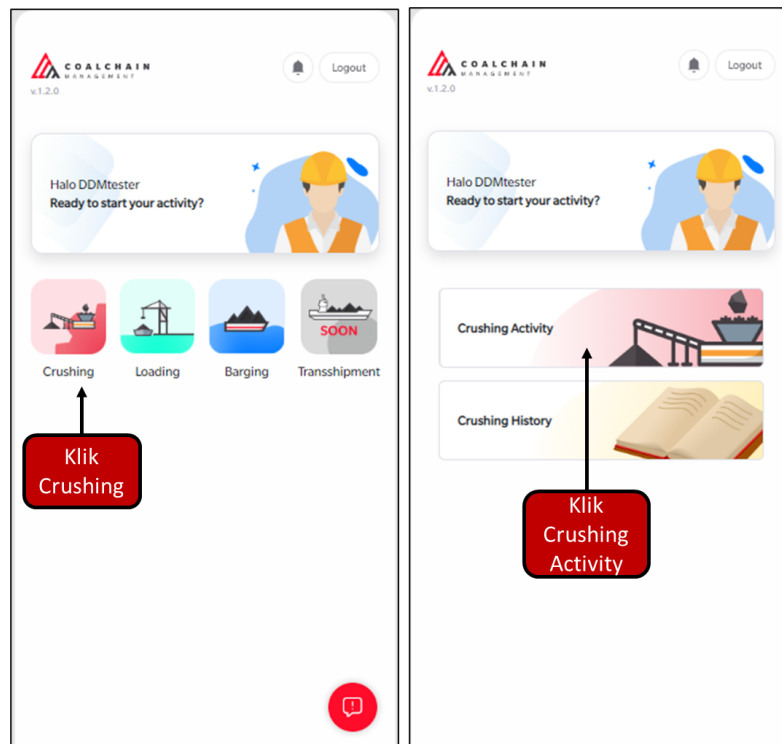 COALCHAIN
MANAGEMENT
v.1.2.0
Logout
Halo DDMtester
Ready to start your activity?
SOON
Crushing
Loading
Barging
Transshipment
Klik
Crushing
COALCHAIN
MANAGEMENT
v.1.2.0
Logout
Halo DDMtester
Ready to start your activity?
Crushing Activity
Crushing History
Klik
Crushing
Activity